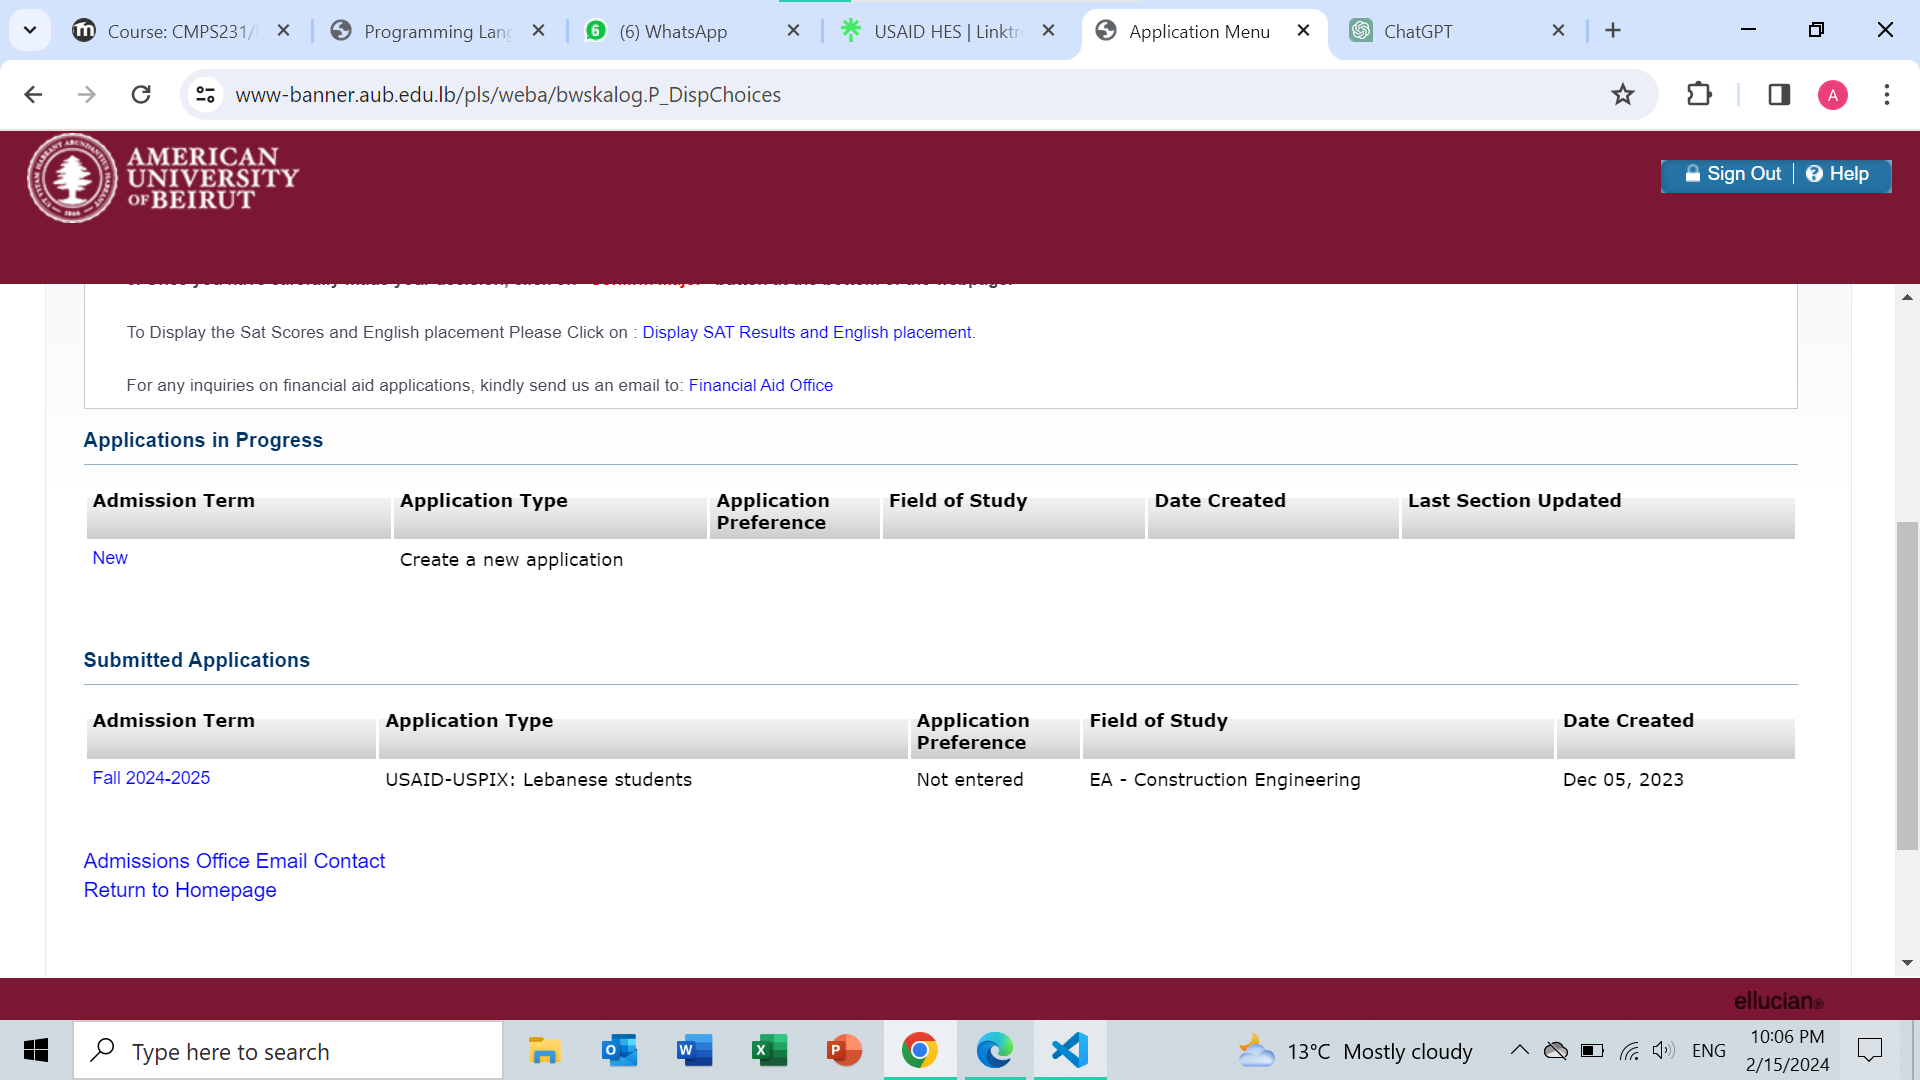 Course: CMPS231/
Programming Lang
(6) WhatsApp
USAID HES | Linktr
Application Menu
ChatGPT
www-banner.aub.edu.lb/pls/weba/bwskalog.P_DispChoices
A
AMERICAN
UNIVERSITY
OF BEIRUT
Sign Out
Help
To Display the Sat Scores and English placement Please Click on : Display SAT Results and English placement.
For any inquiries on financial aid applications, kindly send us an email to: Financial Aid Office
Applications in Progress
Admission Term Application Type Application Preference Field of Study Date Created Last Section Updated
New Create a new application
Submitted Applications
Admission Term Application Type Application Preference Field of Study Date Created
Fall 2024-2025 USAID-USPIX: Lebanese students Not entered EA - Construction Engineering Dec 05, 2023
Admissions Office Email Contact
Return to Homepage
ellucian®
Type here to search
13°C Mostly cloudy
ENG
10:06 PM
2/15/2024